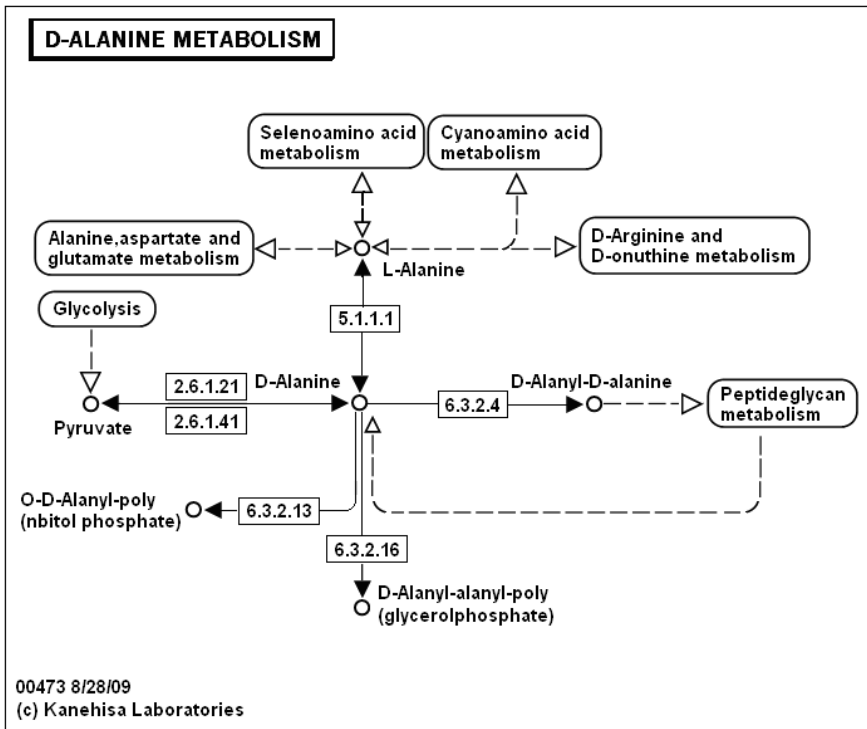 D-ALANINE METABOLISM
Selenoamino acid
metabolism
Cyanoamino acid
metabolism
Alanine,aspartate and
glutamate metabolism
D-Arginine and
D-onuthine metabolism
L-Alanine
Glycolysis
5.1.1.1
2.6.1.21
D-Alanine
D-Alanyl-D-alanine
6.3.2.4
Peptideglycan
metabolism
Pyruvate
2.6.1.41
O-D-Alanyl-poly
(nbitol phosphate)
6.3.2.13
6.3.2.16
D-Alanyl-alanyl-poly
(glycerolphosphate)
00473 8/28/09
(c) Kanehisa Laboratories